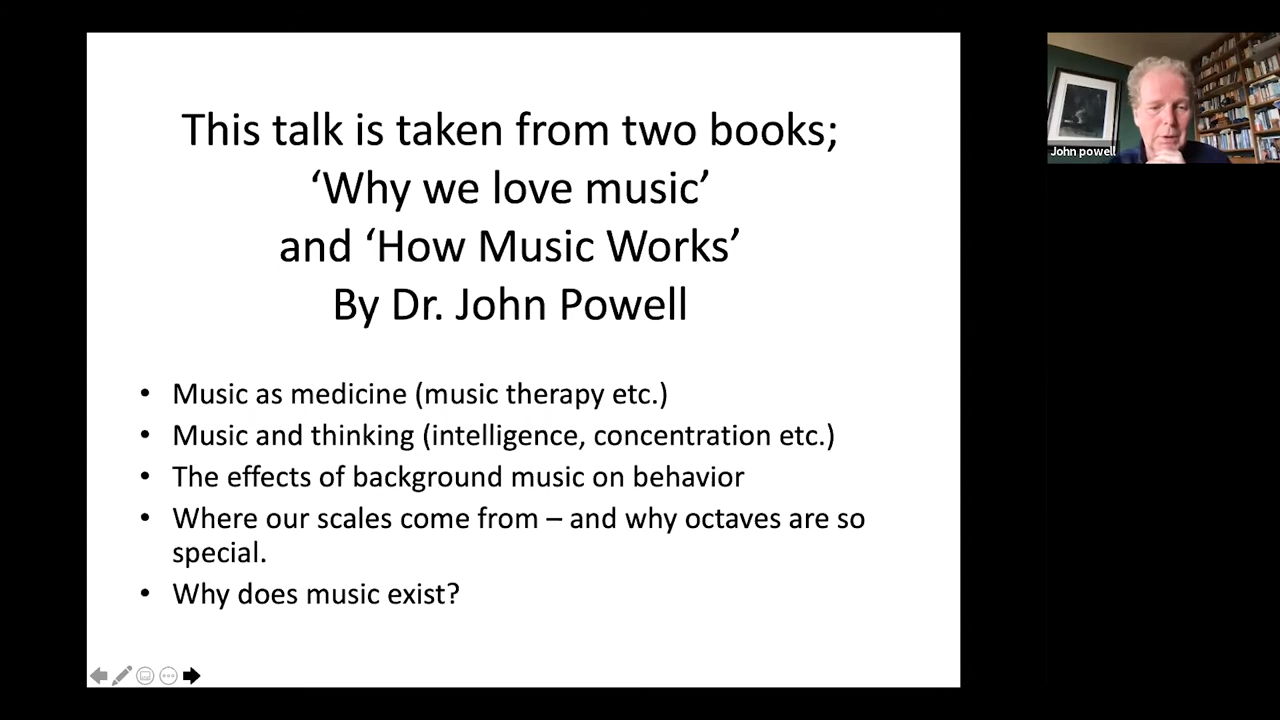 This talk is taken from two books;
‘Why we love music’
and ‘How Music Works’
By Dr. John Powell
• Music as medicine (music therapy etc.)
• Music and thinking (intelligence, concentration etc.)
• The effects of background music on behavior
• Where our scales come from – and why octaves are so
special.
• Why does music exist?
John powell